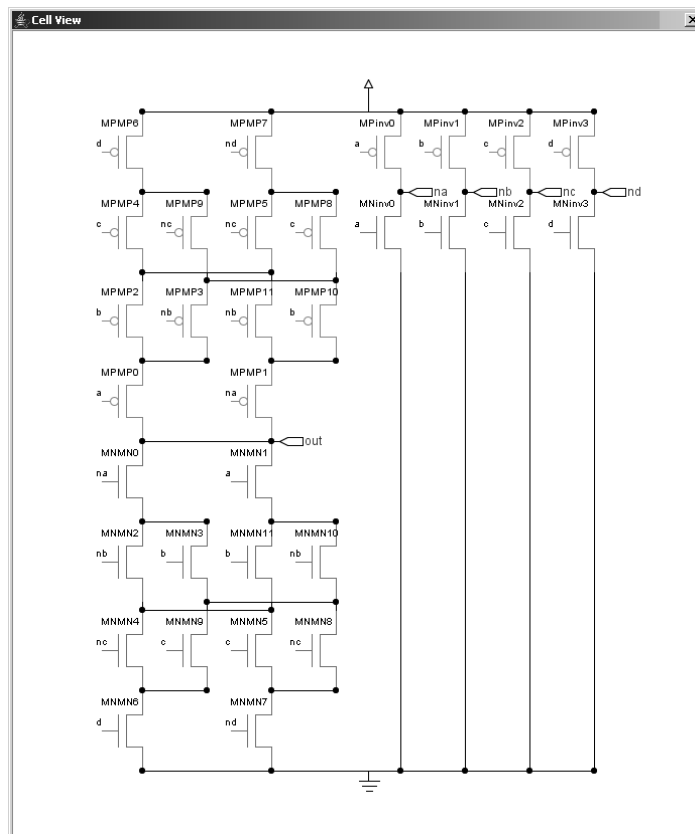 Cell View
MPMP6 MPMP7 MPinv0 MPinv1 MPinv2 MPinv3
d nd a b c d
na nb nc nd
MPMP4 MPMP9 MPMP5 MPMP8 MNinv0 MNinv1 MNinv2 MNinv3
c nc nc c a b c d
MPMP2 MPMP3 MPMP11 MPMP10
b nb nb b
MPMP0 MPMP1
a na
out
MNMN0 MNMN1
na a
MNMN2 MNMN3 MNMN11 MNMN10
nb b b nb
MNMN4 MNMN9 MNMN5 MNMN8
nc c c nc
MNMN6 MNMN7
d nd